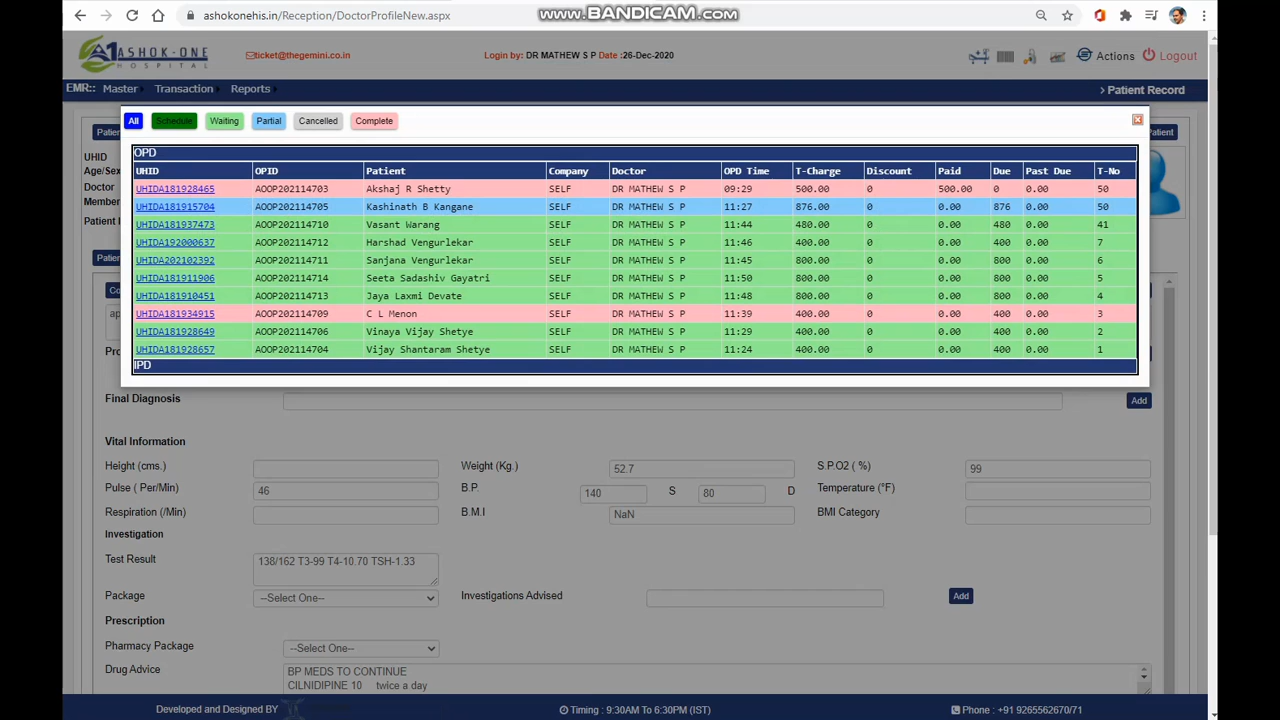 ashokonehis.in/Reception/DoctorProfileNew.aspx
WWW.BANDICAM.COM
ASHOK-ONE
HOSPITAL
ticket@thegemini.co.in
Login by: DR MATHEW S P Date :26-Dec-2020
Actions
Logout
EMR:: Master Transaction Reports
> Patient Record
All Schedule Waiting Partial Cancelled Complete
OPD
UHID OPID Patient Company Doctor OPD Time T-Charge Discount Paid Due Past Due T-No
UHIDA181928465 AOOP202114703 Akshaj R Shetty SELF DR MATHEW S P 09:29 500.00 0 500.00 0 0.00 50
UHIDA181915704 AOOP202114705 Kashinath B Kangane SELF DR MATHEW S P 11:27 876.00 0 0.00 876 0.00 50
UHIDA181937473 AOOP202114710 Vasant Warang SELF DR MATHEW S P 11:44 480.00 0 0.00 480 0.00 41
UHIDA192000637 AOOP202114712 Harshad Vengurlekar SELF DR MATHEW S P 11:46 400.00 0 0.00 400 0.00 7
UHIDA202102392 AOOP202114711 Sanjana Vengurlekar SELF DR MATHEW S P 11:45 800.00 0 0.00 800 0.00 6
UHIDA181911906 AOOP202114714 Seeta Sadashiv Gayatri SELF DR MATHEW S P 11:50 800.00 0 0.00 800 0.00 5
UHIDA181910451 AOOP202114713 Jaya Laxmi Devate SELF DR MATHEW S P 11:48 800.00 0 0.00 800 0.00 4
UHIDA181934915 AOOP202114709 C L Menon SELF DR MATHEW S P 11:39 400.00 0 0.00 400 0.00 3
UHIDA181928649 AOOP202114706 Vinaya Vijay Shetye SELF DR MATHEW S P 11:29 400.00 0 0.00 400 0.00 2
UHIDA181928657 AOOP202114704 Vijay Shantaram Shetye SELF DR MATHEW S P 11:24 400.00 0 0.00 400 0.00 1
IPD
UHID
Age/Sex
Doctor
Final Diagnosis Add
Vital Information
Height (cms.) Weight (Kg.) 52.7 S.P.O2 ( %) 99
Pulse ( Per/Min) 46 B.P. 140 S 80 D Temperature (°F)
Respiration (/Min) B.M.I NaN BMI Category
Investigation
Test Result 138/162 T3-99 T4-10.70 TSH-1.33
Package --Select One-- Investigations Advised Add
Prescription
Pharmacy Package --Select One--
Drug Advice BP MEDS TO CONTINUE
CILNIDIPINE 10 twice a day
Developed and Designed BY
Timing : 9:30AM To 6:30PM (IST)
Phone : +91 9265562670/71